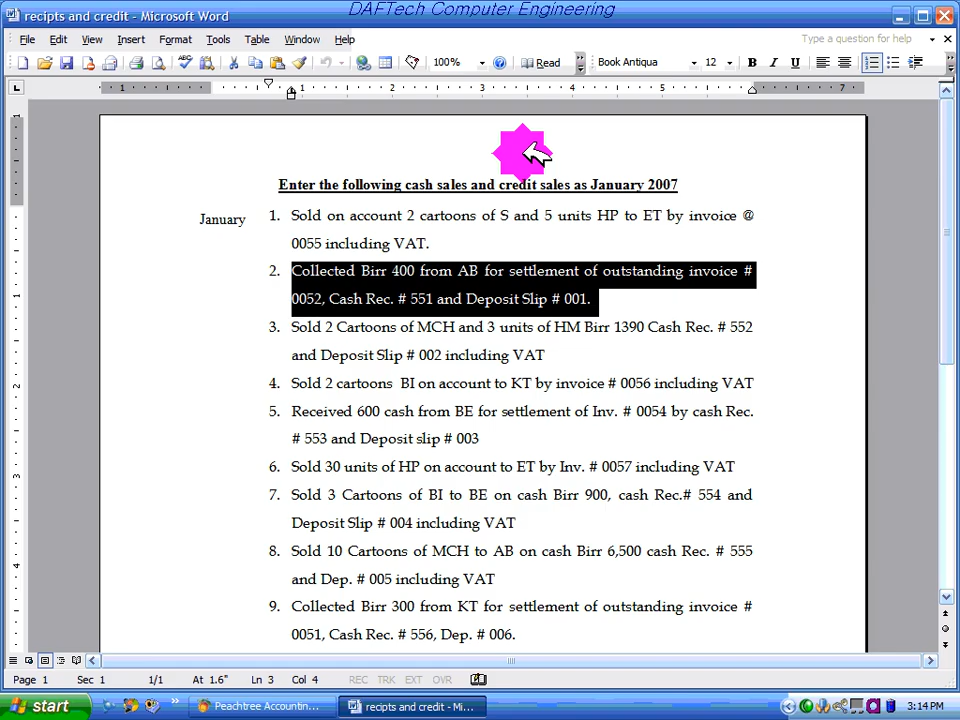 DAFTech Computer Engineering
recipts and credit - Microsoft Word
File Edit View Insert Format Tools Table Window Help
Type a question for help
100% Read Book Antiqua 12 B I U
1 1 2 3 4 5 7
Enter the following cash sales and credit sales as January 2007
January 1. Sold on account 2 cartoons of S and 5 units HP to ET by invoice @
0055 including VAT.
2. Collected Birr 400 from AB for settlement of outstanding invoice #
0052, Cash Rec. # 551 and Deposit Slip # 001.
3. Sold 2 Cartoons of MCH and 3 units of HM Birr 1390 Cash Rec. # 552
and Deposit Slip # 002 including VAT
4. Sold 2 cartoons BI on account to KT by invoice # 0056 including VAT
5. Received 600 cash from BE for settlement of Inv. # 0054 by cash Rec.
# 553 and Deposit slip # 003
6. Sold 30 units of HP on account to ET by Inv. # 0057 including VAT
7. Sold 3 Cartoons of BI to BE on cash Birr 900, cash Rec.# 554 and
Deposit Slip # 004 including VAT
8. Sold 10 Cartoons of MCH to AB on cash Birr 6,500 cash Rec. # 555
and Dep. # 005 including VAT
9. Collected Birr 300 from KT for settlement of outstanding invoice #
0051, Cash Rec. # 556, Dep. # 006.
Page 1 Sec 1 1/1 At 1.6" Ln 3 Col 4 REC TRK EXT OVR
start Peachtree Accountin... recipts and credit - Mi... 3:14 PM